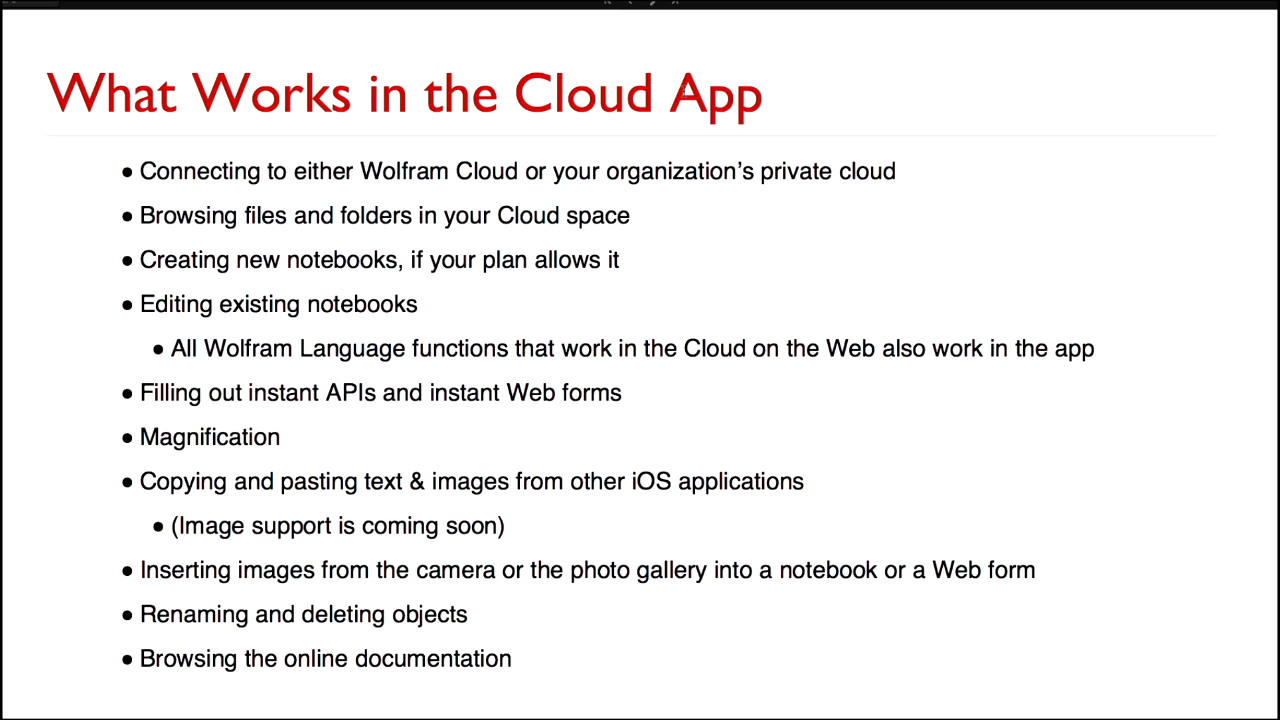 What Works in the Cloud App
• Connecting to either Wolfram Cloud or your organization's private cloud
• Browsing files and folders in your Cloud space
• Creating new notebooks, if your plan allows it
• Editing existing notebooks
• All Wolfram Language functions that work in the Cloud on the Web also work in the app
• Filling out instant APIs and instant Web forms
• Magnification
• Copying and pasting text & images from other iOS applications
• (Image support is coming soon)
• Inserting images from the camera or the photo gallery into a notebook or a Web form
• Renaming and deleting objects
• Browsing the online documentation